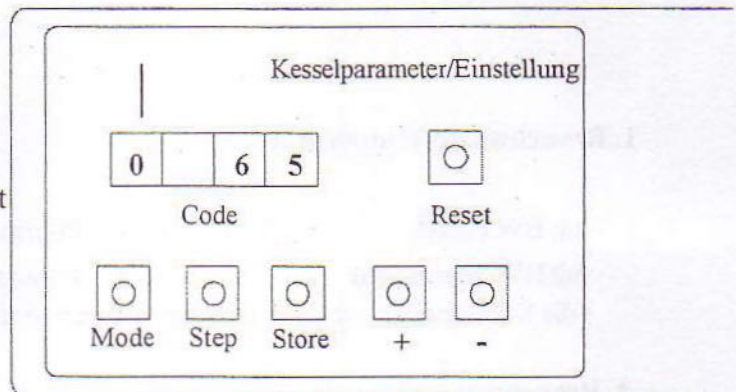 Kesselparameter/Einstellung
0 6 5
t
Code Reset
Mode Step Store + -